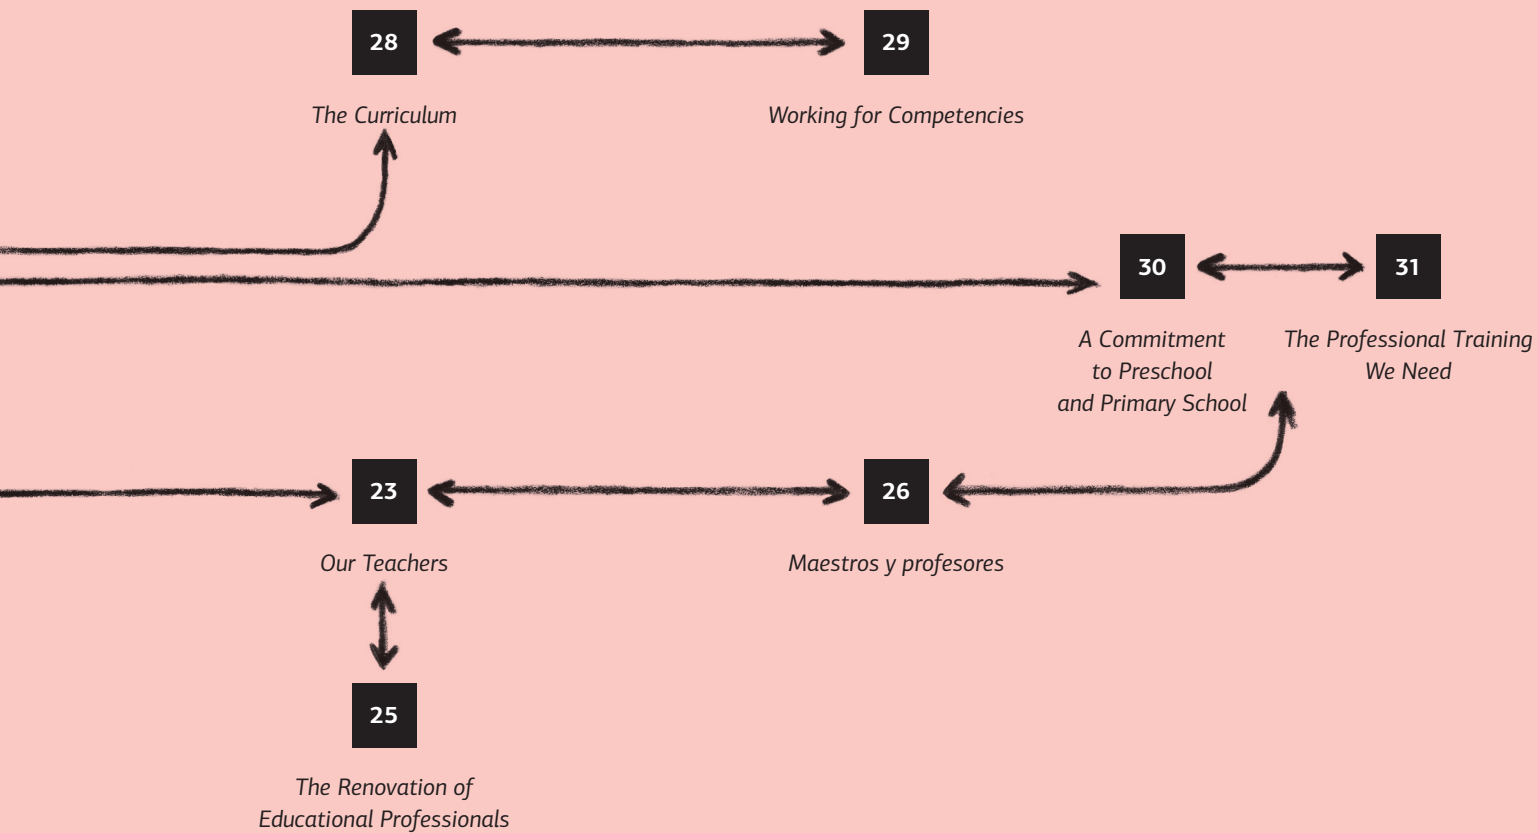 28
29
The Curriculum
Working for Competencies
30
31
A Commitment
to Preschool
and Primary School
The Professional Training
We Need
23
26
Our Teachers
Maestros y profesores
25
The Renovation of
Educational Professionals